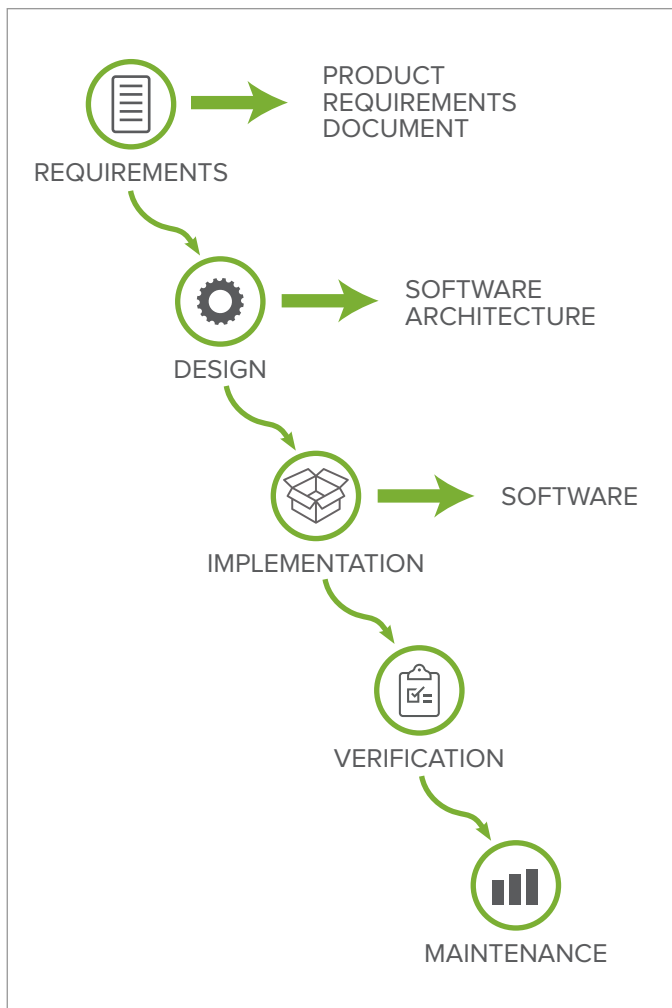 PRODUCT
REQUIREMENTS
DOCUMENT
REQUIREMENTS
SOFTWARE
ARCHITECTURE
DESIGN
SOFTWARE
IMPLEMENTATION
VERIFICATION
MAINTENANCE